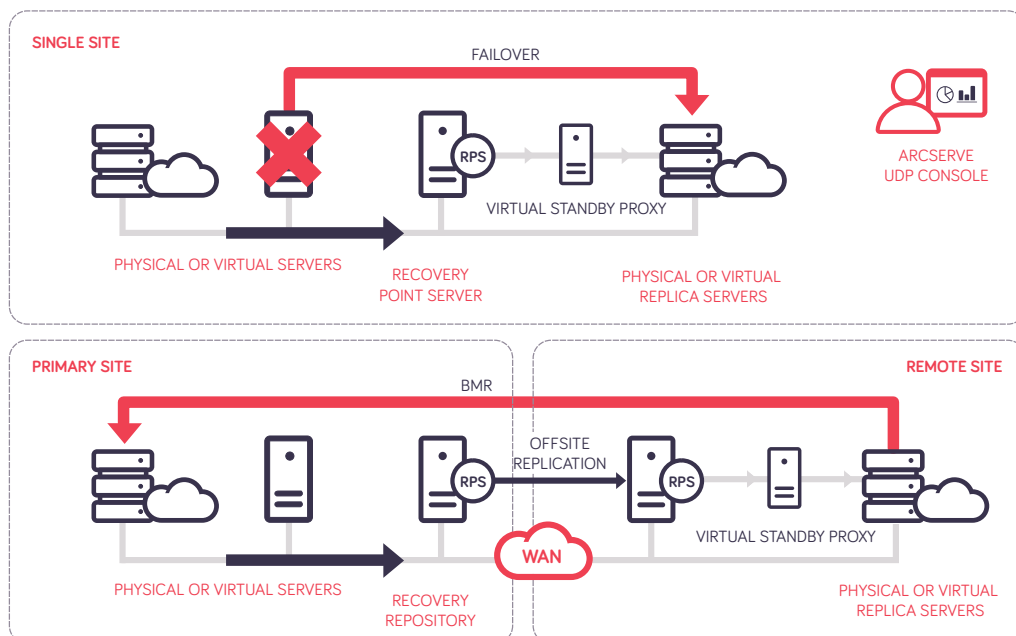 SINGLE SITE
FAILOVER
RPS
VIRTUAL STANDBY PROXY
ARCSERVE
UDP CONSOLE
PHYSICAL OR VIRTUAL SERVERS
RECOVERY
POINT SERVER
PHYSICAL OR VIRTUAL
REPLICA SERVERS
PRIMARY SITE
REMOTE SITE
BMR
OFFSITE
REPLICATION
RPS
RPS
VIRTUAL STANDBY PROXY
WAN
PHYSICAL OR VIRTUAL SERVERS
RECOVERY
REPOSITORY
PHYSICAL OR VIRTUAL
REPLICA SERVERS